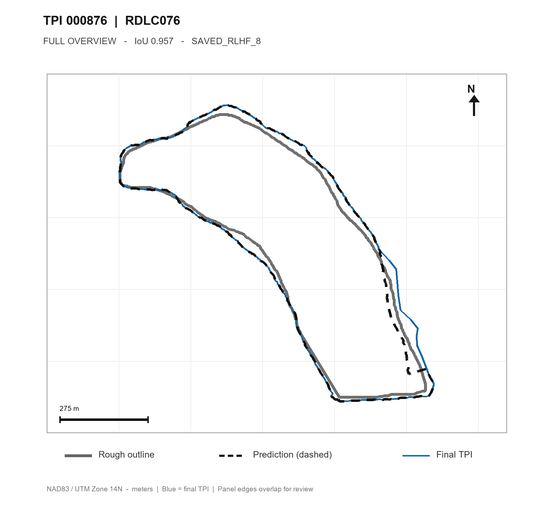 TPI 000876 | RDLC076
FULL OVERVIEW - IoU 0.957 - SAVED_RLHF_8
N
275 m
Rough outline Prediction (dashed) Final TPI
NAD83 / UTM Zone 14N - meters | Blue = final TPI | Panel edges overlap for review